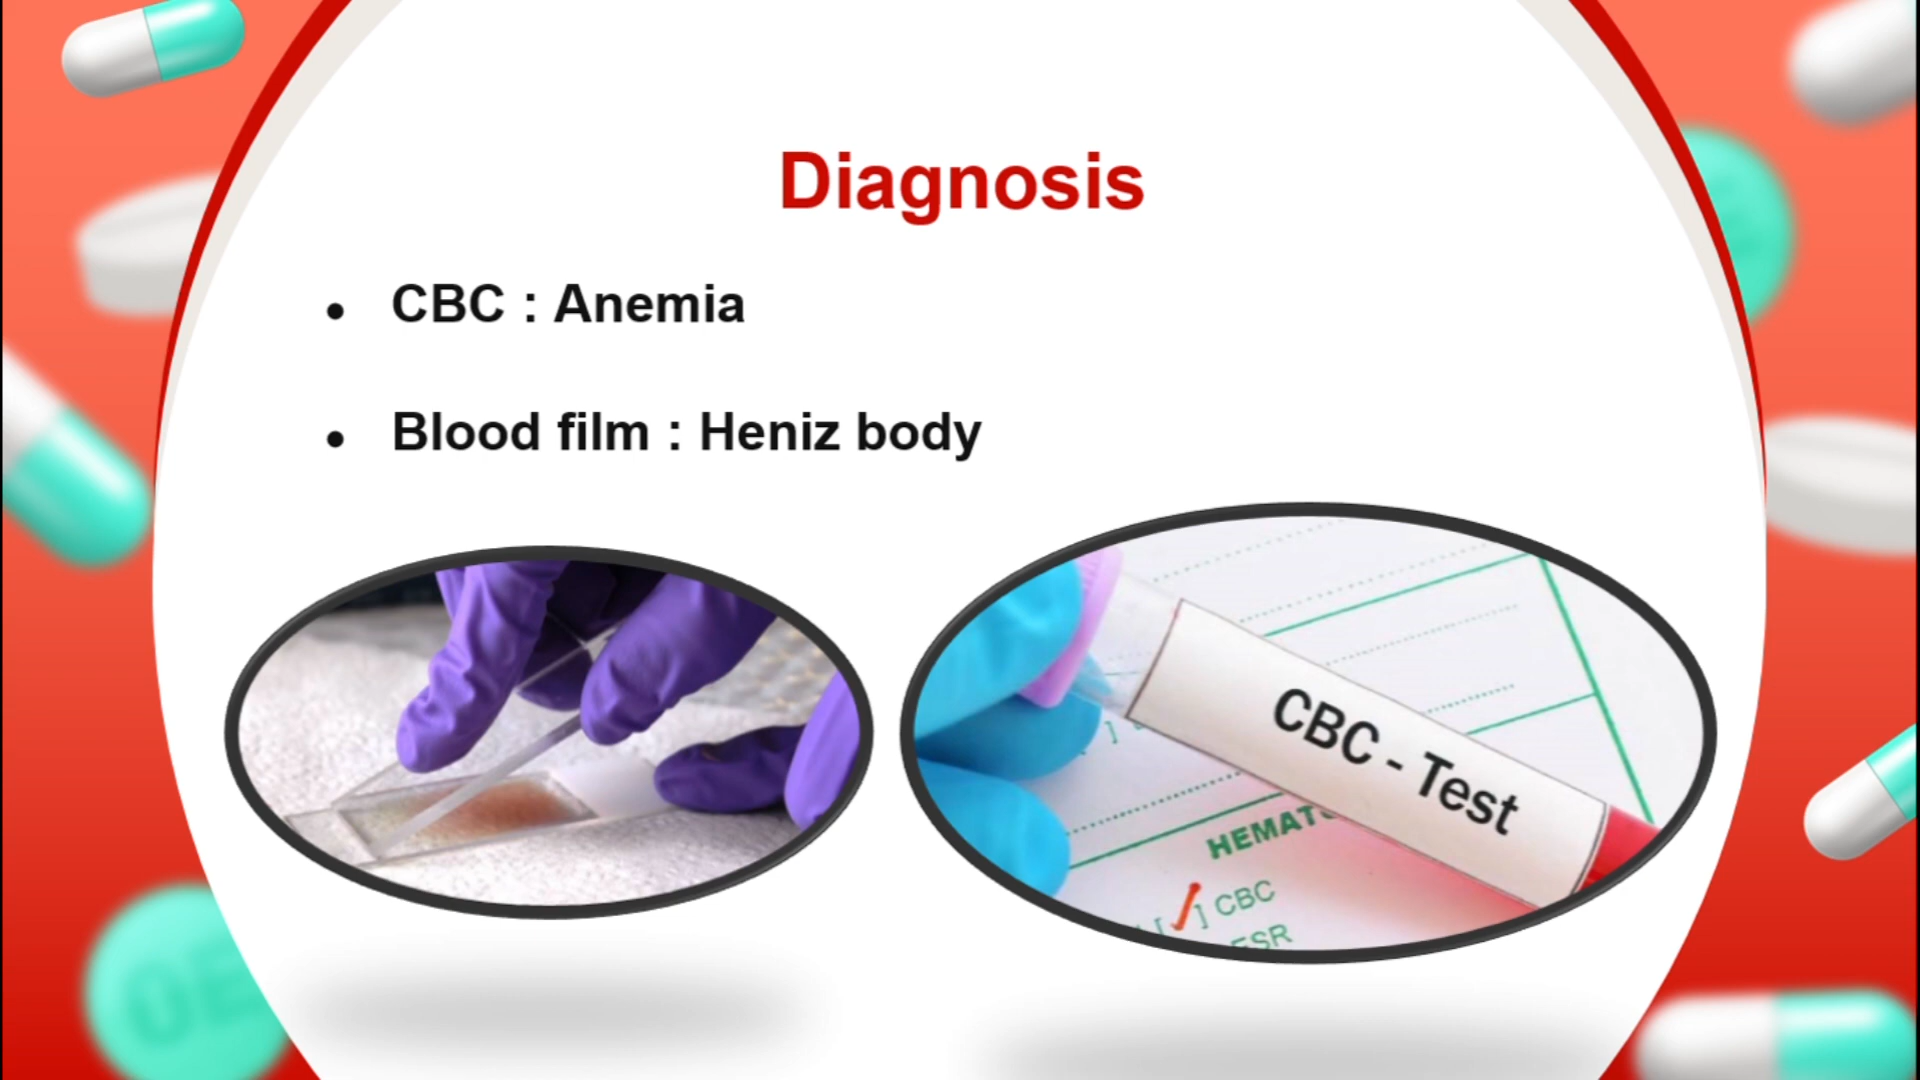 Diagnosis
• CBC : Anemia
• Blood film : Heniz body
CBC - Test
HEMAT
[ ] CBC
ESR